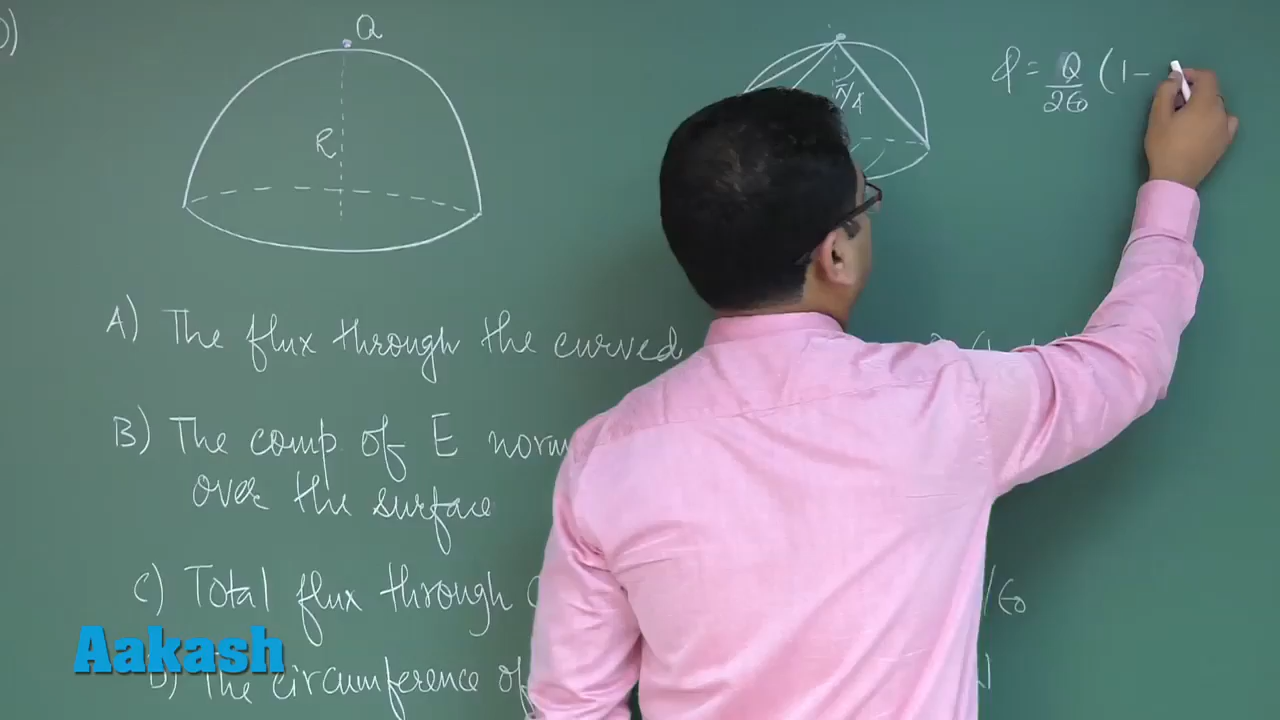 Q
R
π/4
ϕ = Q/2ϵ₀ (1 -
A) The flux through the curved
B) The comp of E
over the surface
C) Total flux through
/ϵ₀
D) The circumference of
Aakash